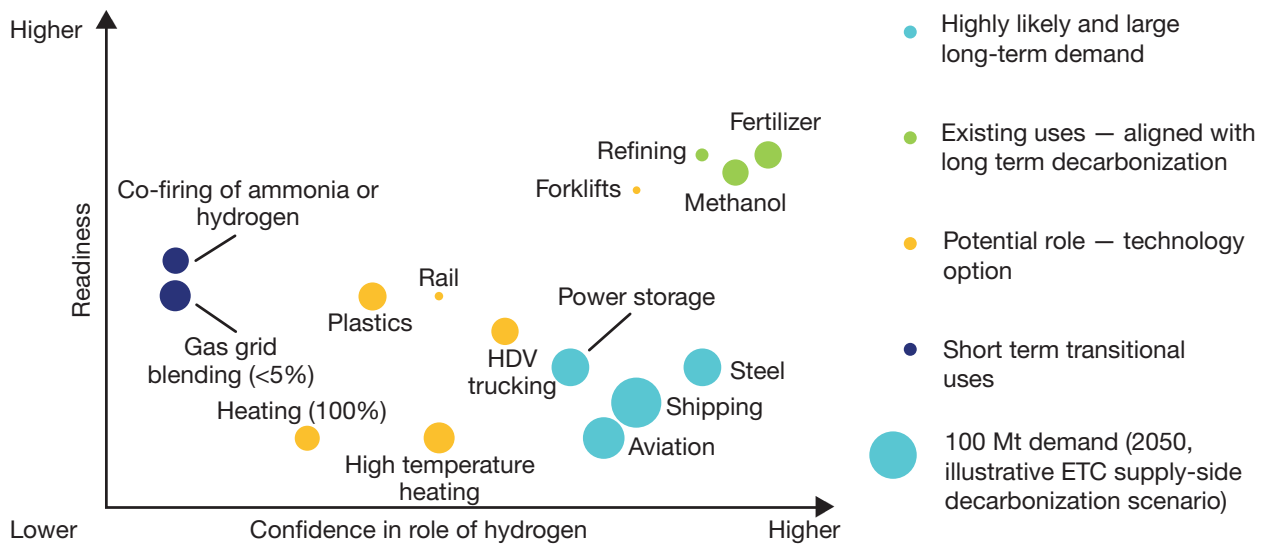 Higher
Readiness
Lower
Confidence in role of hydrogen
Higher
Co-firing of ammonia or
hydrogen
Gas grid
blending (<5%)
Heating (100%)
Plastics
Rail
High temperature
heating
HDV
trucking
Power storage
Forklifts
Refining
Fertilizer
Methanol
Steel
Shipping
Aviation
Highly likely and large
long-term demand
Existing uses — aligned with
long term decarbonization
Potential role — technology
option
Short term transitional
uses
100 Mt demand (2050,
illustrative ETC supply-side
decarbonization scenario)